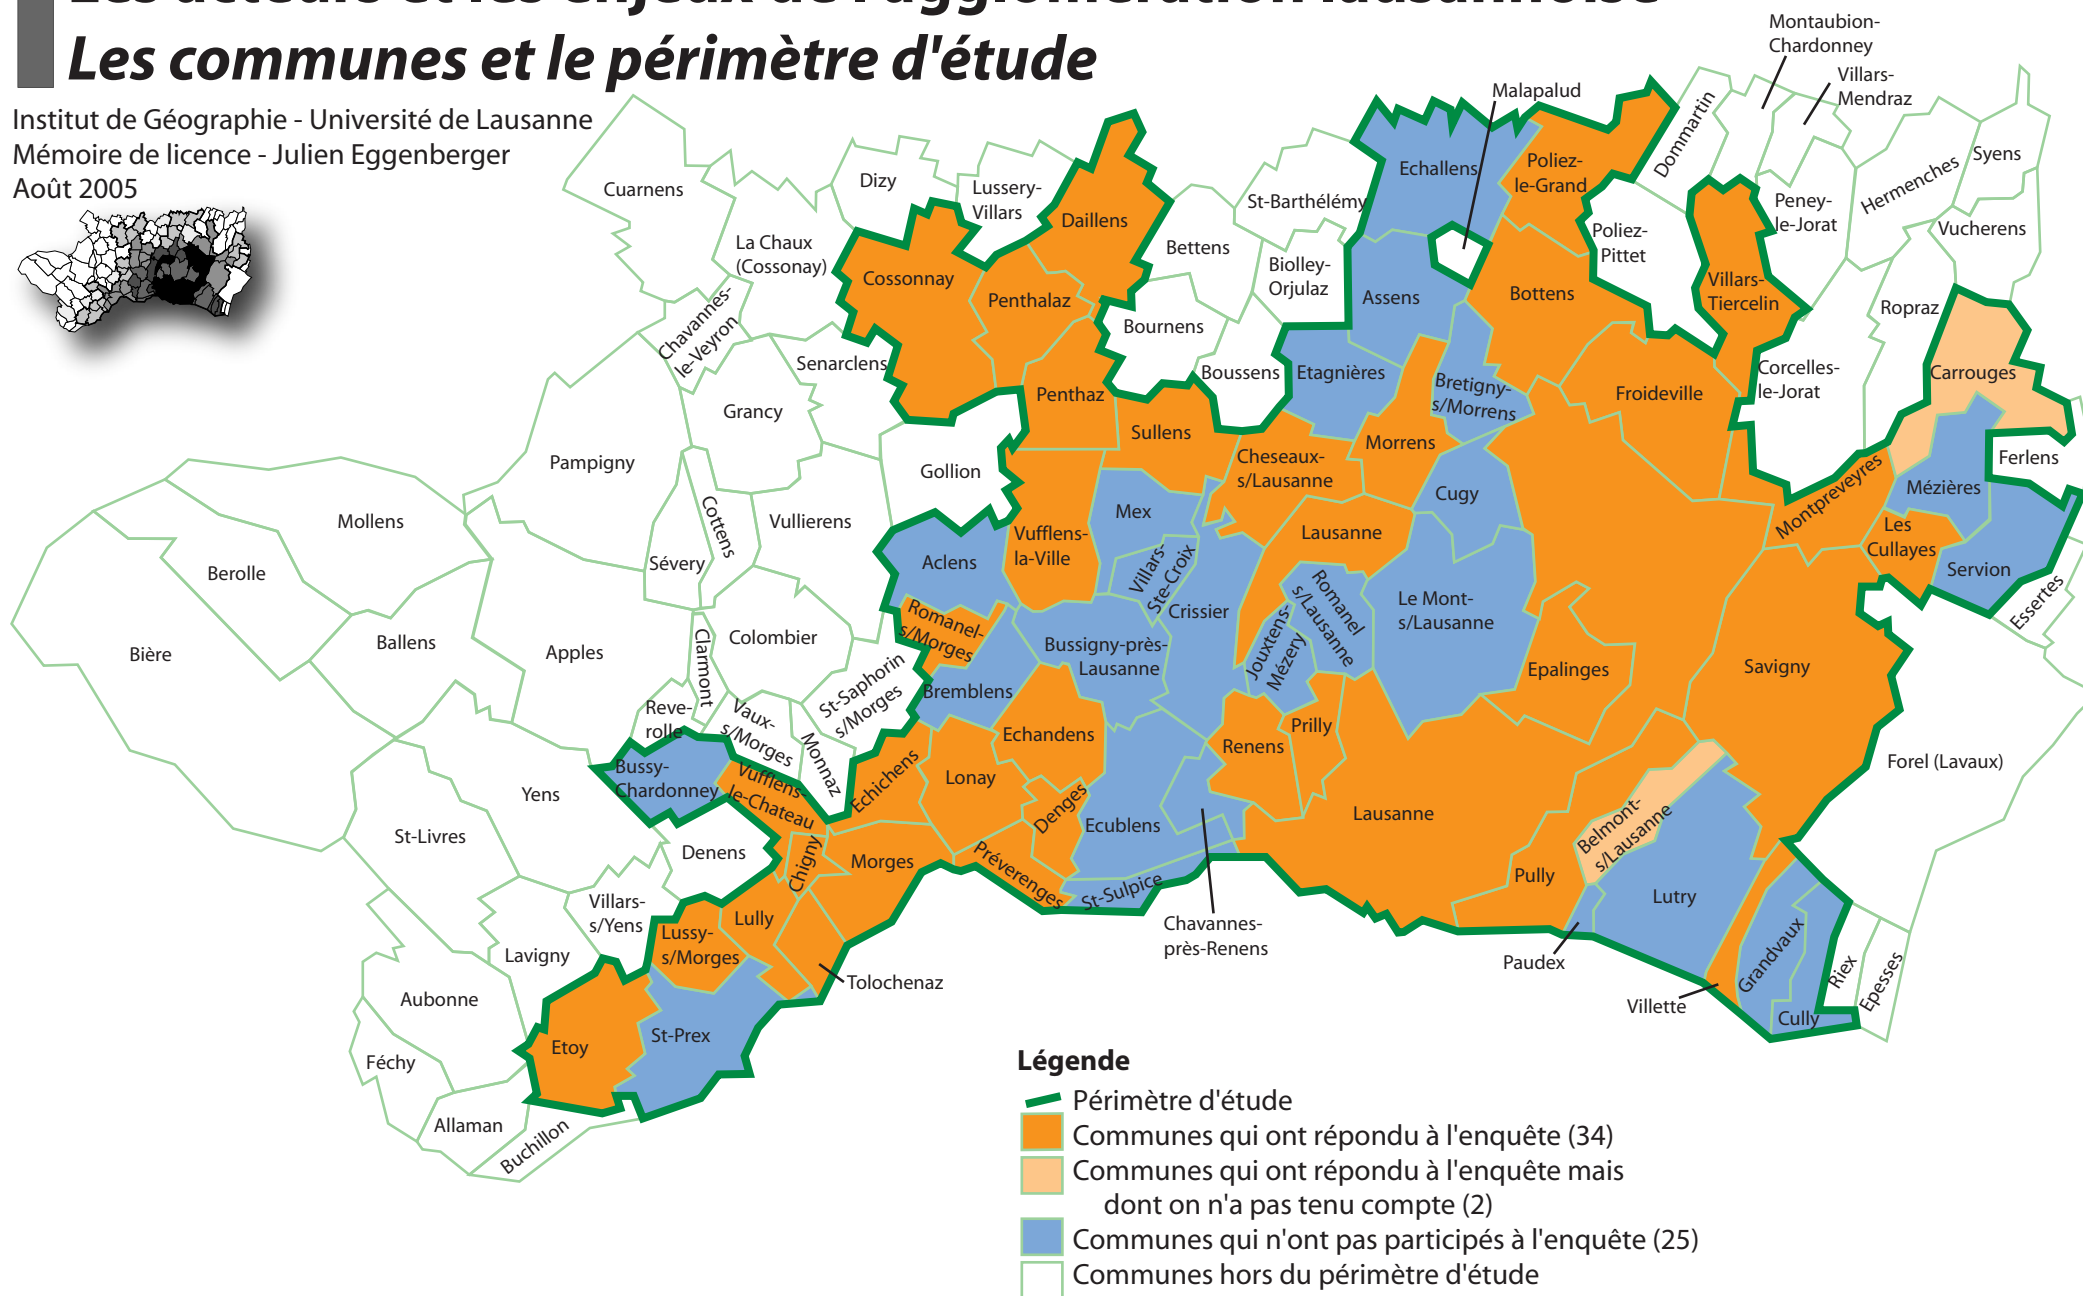 Les acteurs et les enjeux de l'agglomération lausannoise
Les communes et le périmètre d'étude
Institut de Géographie - Université de Lausanne
Mémoire de licence - Julien Eggenberger
Août 2005
Montaubion-
Chardonney
Villars-
Mendraz
Malapalud
Dommartin
Cuarnens
Dizy
Lussery-
Villars
Daillens
St-Barthélémy
Echallens
Poliez-
le-Grand
Hermenches
Syens
La Chaux
(Cossonay)
Bettens
Biolley-
Orjulaz
Poliez-
Pittet
Peney-
le-Jorat
Vucherens
Cossonnay
Penthalaz
Assens
Bottens
Villars-
Tiercelin
Ropraz
Chavannes-
le-Veyron
Bournens
Senarclens
Boussens
Etagnières
Bretigny-
s/Morrens
Froideville
Corcelles-
le-Jorat
Carrouges
Grancy
Penthaz
Sullens
Morrens
Cheseaux-
s/Lausanne
Pampigny
Gollion
Ferlens
Mollens
Cottens
Vullierens
Mex
Cugy
Montpreveyres
Mézières
Berolle
Sévery
Aclens
Vufflens-
la-Ville
Villars-
Ste-Croix
Lausanne
Les
Cullayes
Servion
Essertes
Bière
Ballens
Apples
Clarmont
Colombier
Romanel-
s/Morges
Crissier
Romanel
s/Lausanne
Jouxtens-
Mézery
Le Mont-
s/Lausanne
Bussigny-près-
Lausanne
Epalinges
Savigny
St-Saphorin
s/Morges
Bremblens
Reve-
rolle
Vaux-
s/Morges
Monnaz
Echandens
Renens
Prilly
Forel (Lavaux)
Bussy-
Chardonney
Vufflens-
le-Chateau
Echichens
Lonay
Denges
Yens
Ecublens
Lausanne
Belmont-
s/Lausanne
St-Livres
Denens
Chigny
Morges
Préverenges
St-Sulpice
Pully
Lutry
Villars-
s/Yens
Lussy-
s/Morges
Lully
Chavannes-
près-Renens
Paudex
Grandvaux
Riex
Epesses
Lavigny
Tolochenaz
Villette
Cully
Aubonne
Etoy
St-Prex
Féchy
Allaman
Buchillon
Légende
Périmètre d'étude
Communes qui ont répondu à l'enquête (34)
Communes qui ont répondu à l'enquête mais
dont on n'a pas tenu compte (2)
Communes qui n'ont pas participés à l'enquête (25)
Communes hors du périmètre d'étude